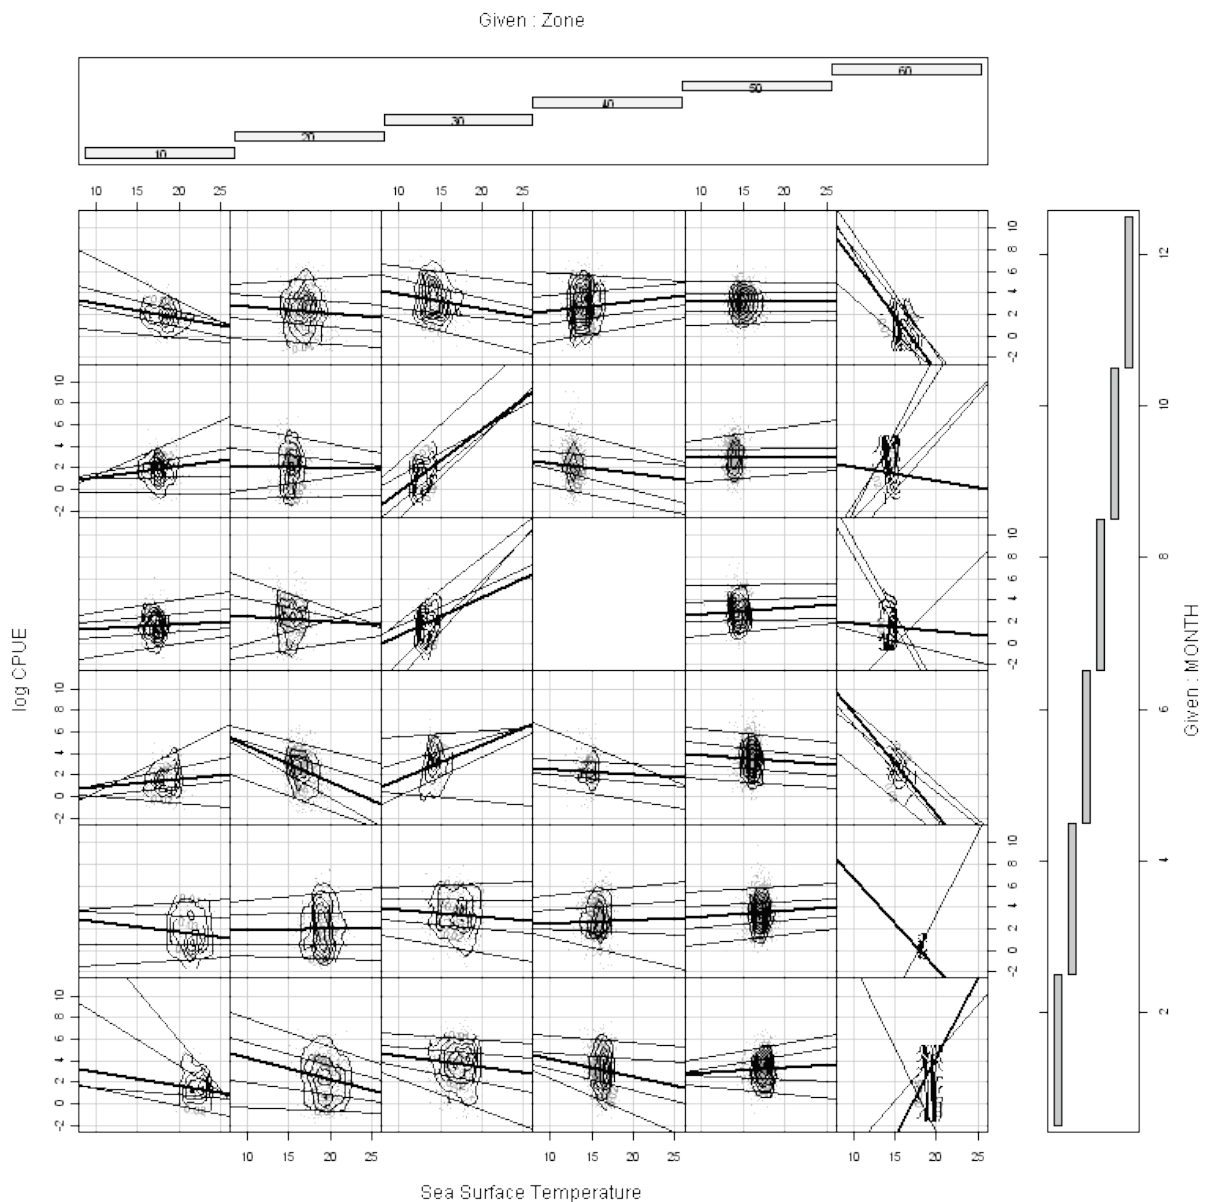 Given : Zone
60
50
40
30
20
10
10 15 20 25 10 15 20 25 10 15 20 25
-2 0 2 4 6 8 10
-2 0 2 4 6 8 10
-2 0 2 4 6 8 10
-2 0 2 4 6 8 10
-2 0 2 4 6 8 10
-2 0 2 4 6 8 10
log CPUE
2 4 6 8 10 12
Given : MONTH
10 15 20 25 10 15 20 25 10 15 20 25
Sea Surface Temperature